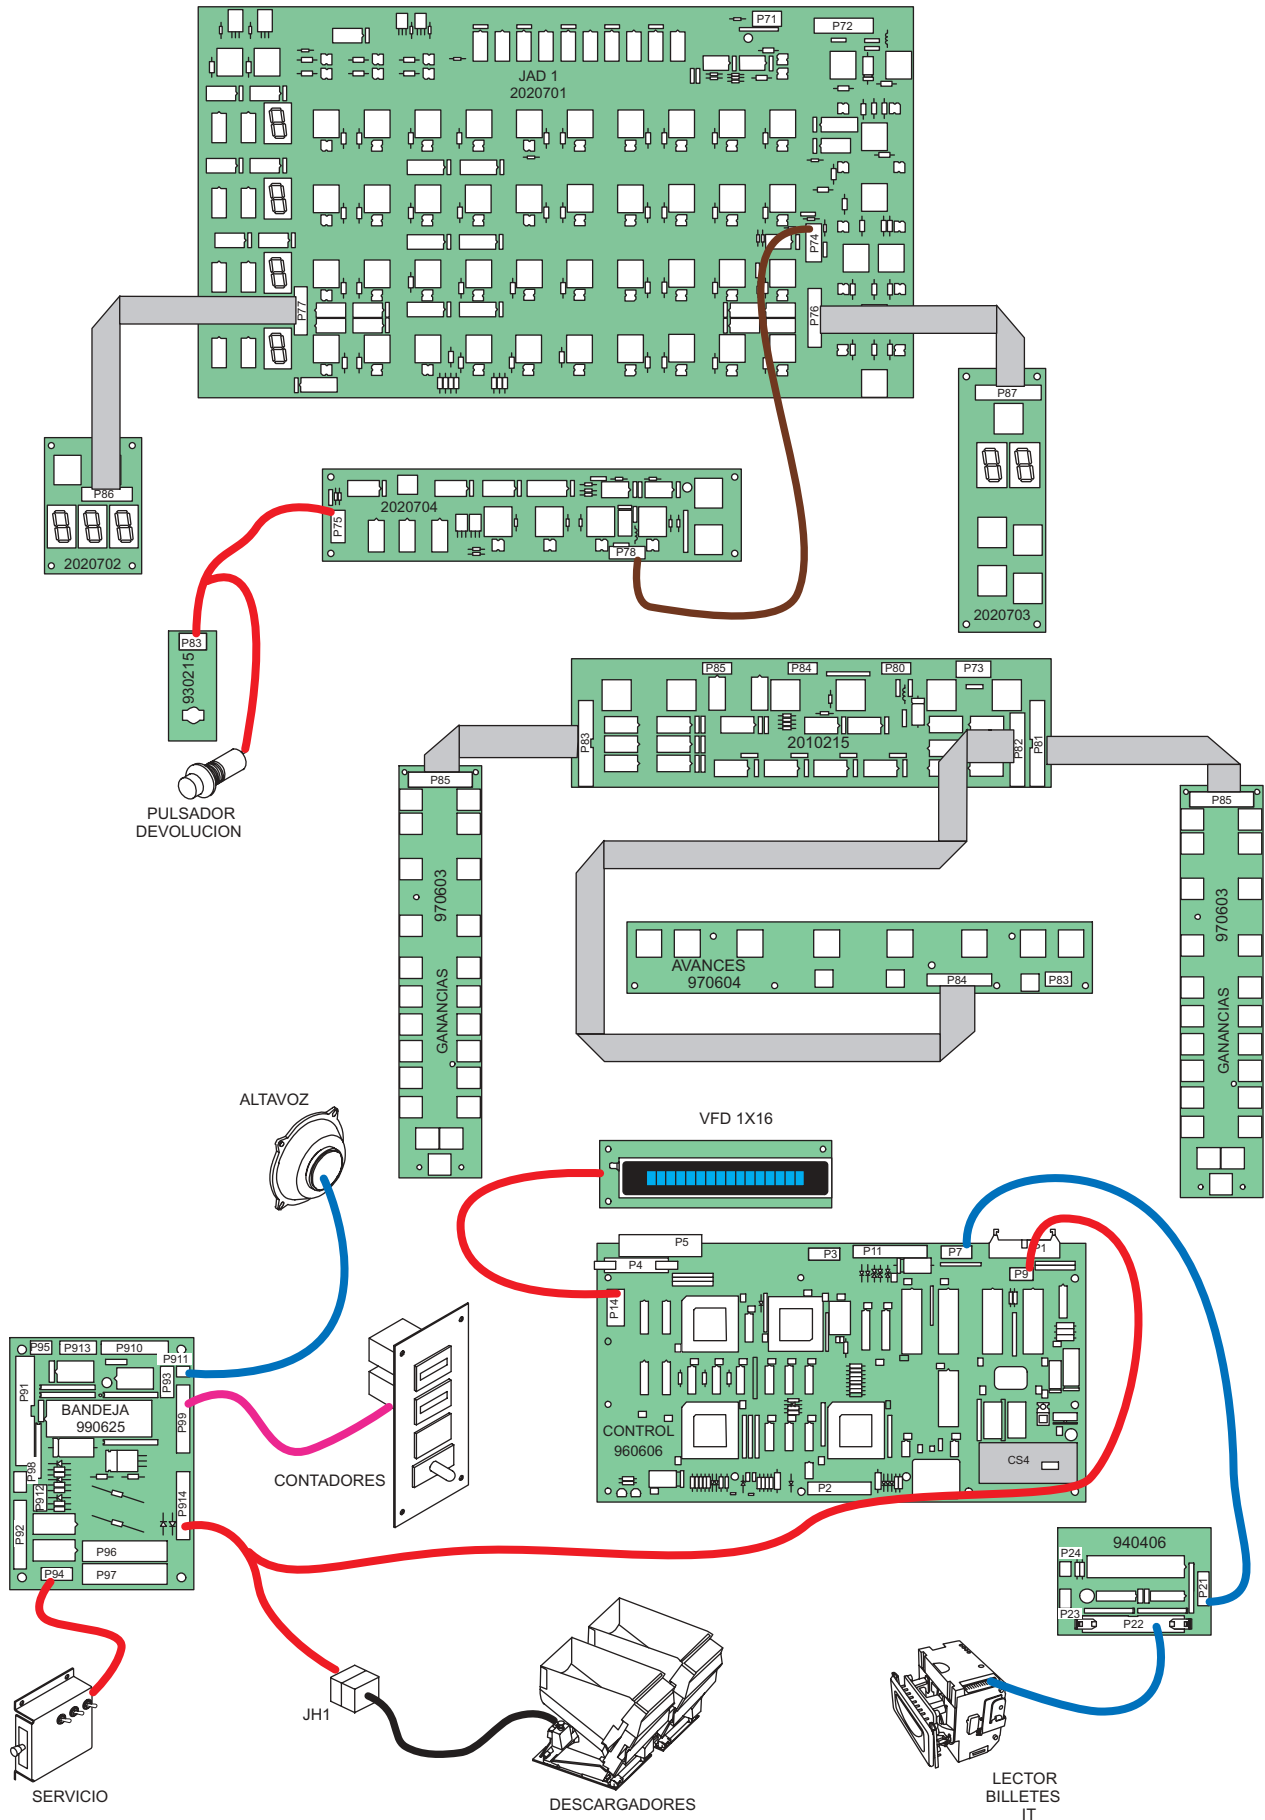 P71
P72
JAD 1
2020701
P74
P77
P76
P87
P86
2020702
P75
2020704
P78
2020703
P83
930215
PULSADOR
DEVOLUCION
P85
P84
P80
P73
P83
2010215
P82
P81
P85
970603
GANANCIAS
P85
970603
GANANCIAS
AVANCES
970604
P84
P83
ALTAVOZ
VFD 1X16
P5
P4
P3
P11
P7
P1
P9
P14
CONTROL
960606
CS4
P2
P95
P913
P910
P911
P93
P91
BANDEJA
990625
P99
P98
P912
P914
P92
P96
P97
P94
CONTADORES
940406
P24
P21
P23
P22
JH1
SERVICIO
DESCARGADORES
LECTOR
BILLETES
IT